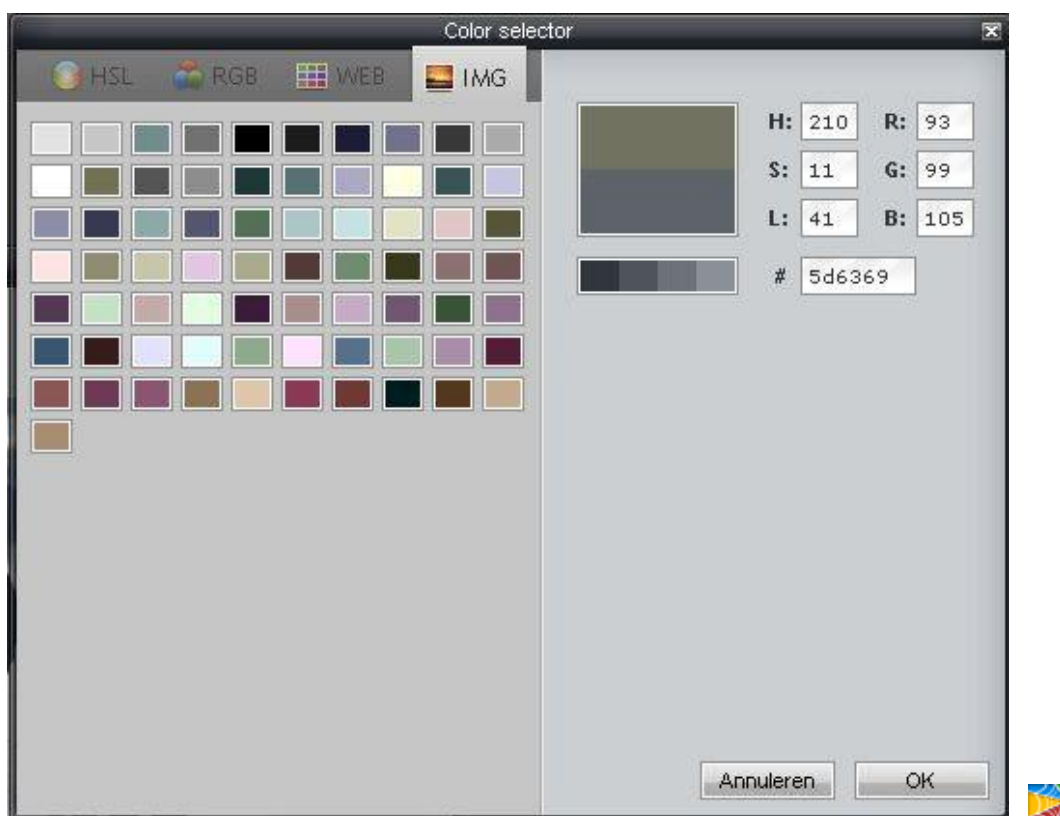 Color selector
HSL RGB WEB IMG
H: 210 R: 93
S: 11 G: 99
L: 41 B: 105
# 5d6369
Annuleren OK